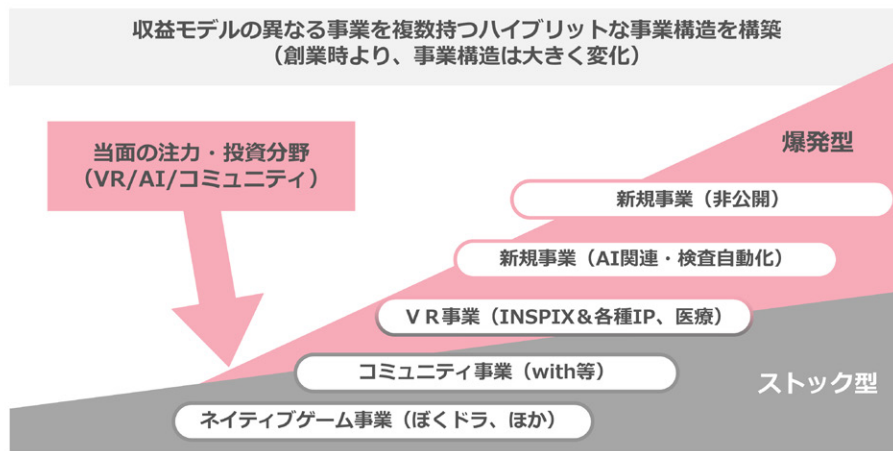 収益モデルの異なる事業を複数持つハイブリットな事業構造を構築
（創業時より、事業構造は大きく変化）
当面の注力・投資分野
（VR/AI/コミュニティ）
爆発型
新規事業（非公開）
新規事業（AI関連・検査自動化）
ＶＲ事業（INSPIX＆各種IP、医療）
コミュニティ事業（with等）
ストック型
ネイティブゲーム事業（ぼくドラ、ほか）